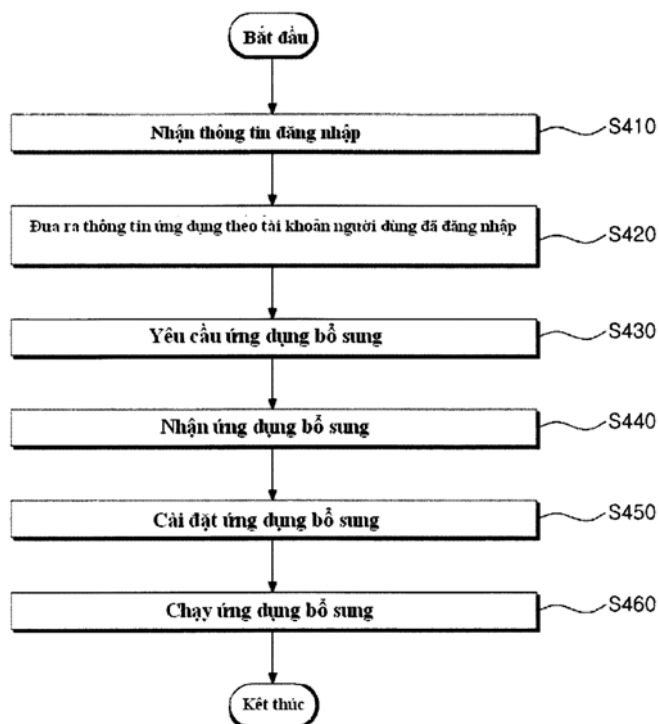 Bắt đầu
Nhận thông tin đăng nhập
S410
Đưa ra thông tin ứng dụng theo tài khoản người dùng đã đăng nhập
S420
Yêu cầu ứng dụng bổ sung
S430
Nhận ứng dụng bổ sung
S440
Cài đặt ứng dụng bổ sung
S450
Chạy ứng dụng bổ sung
S460
Kết thúc